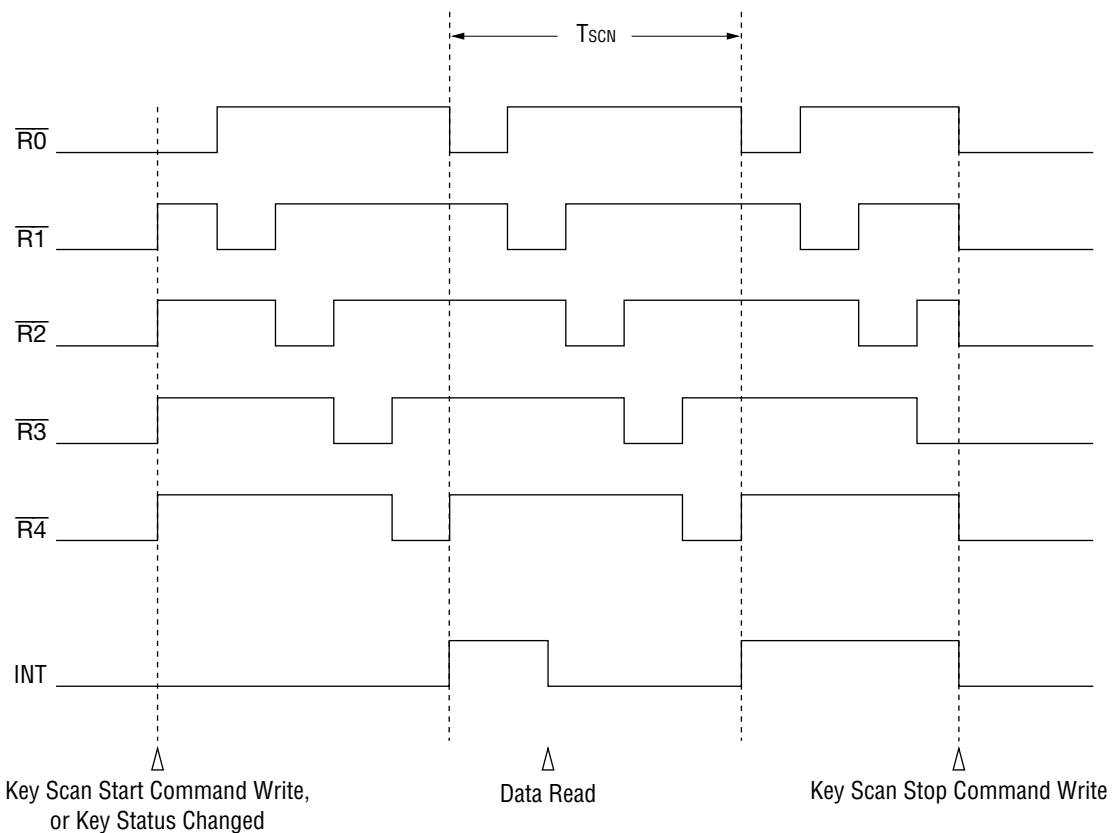 TSCN
R0
R1
R2
R3
R4
INT
Key Scan Start Command Write,
or Key Status Changed
Data Read
Key Scan Stop Command Write